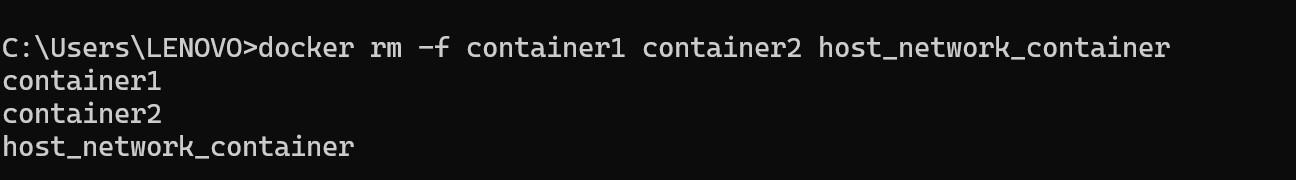 C:\Users\LENOVO>docker rm -f container1 container2 host_network_container
container1
container2
host_network_container